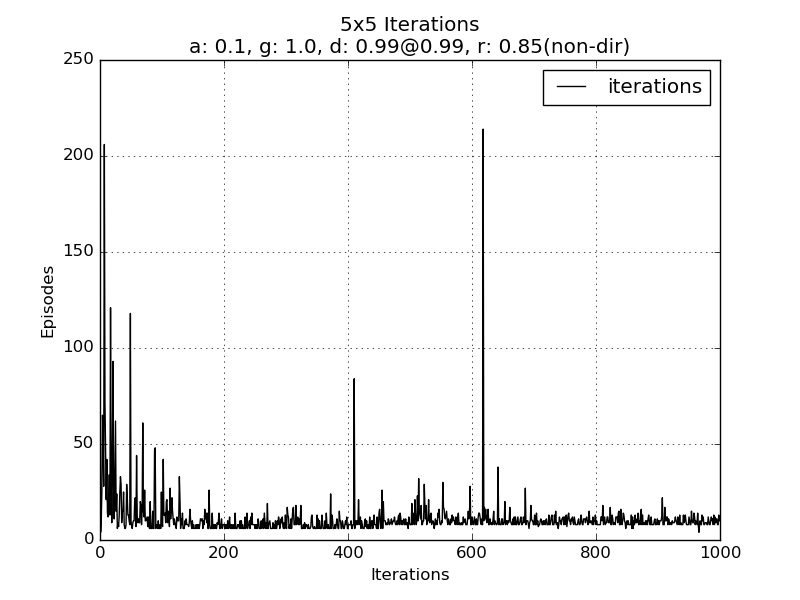 5x5 Iterations
a: 0.1, g: 1.0, d: 0.99@0.99, r: 0.85(non-dir)
250
iterations
200
150
Episodes
100
50
0
0 200 400 600 800 1000
Iterations